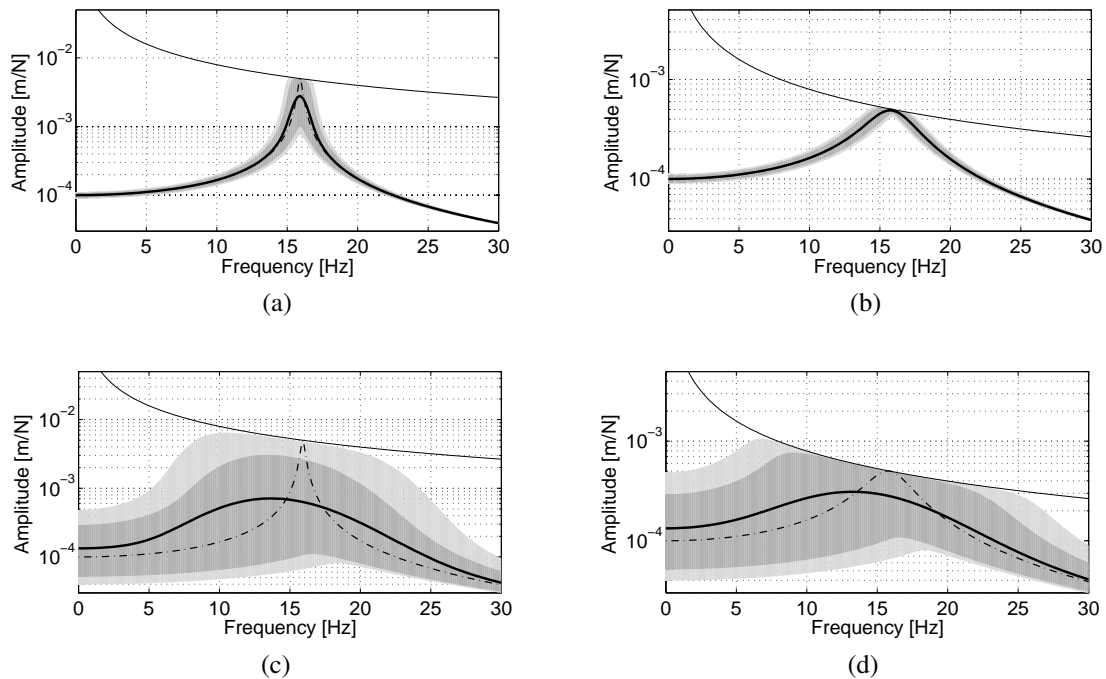 Amplitude [m/N]
10⁻²
10⁻³
10⁻⁴
0 5 10 15 20 25 30
Frequency [Hz]
(a)
Amplitude [m/N]
10⁻³
10⁻⁴
0 5 10 15 20 25 30
Frequency [Hz]
(b)
Amplitude [m/N]
10⁻²
10⁻³
10⁻⁴
0 5 10 15 20 25 30
Frequency [Hz]
(c)
Amplitude [m/N]
10⁻³
10⁻⁴
0 5 10 15 20 25 30
Frequency [Hz]
(d)